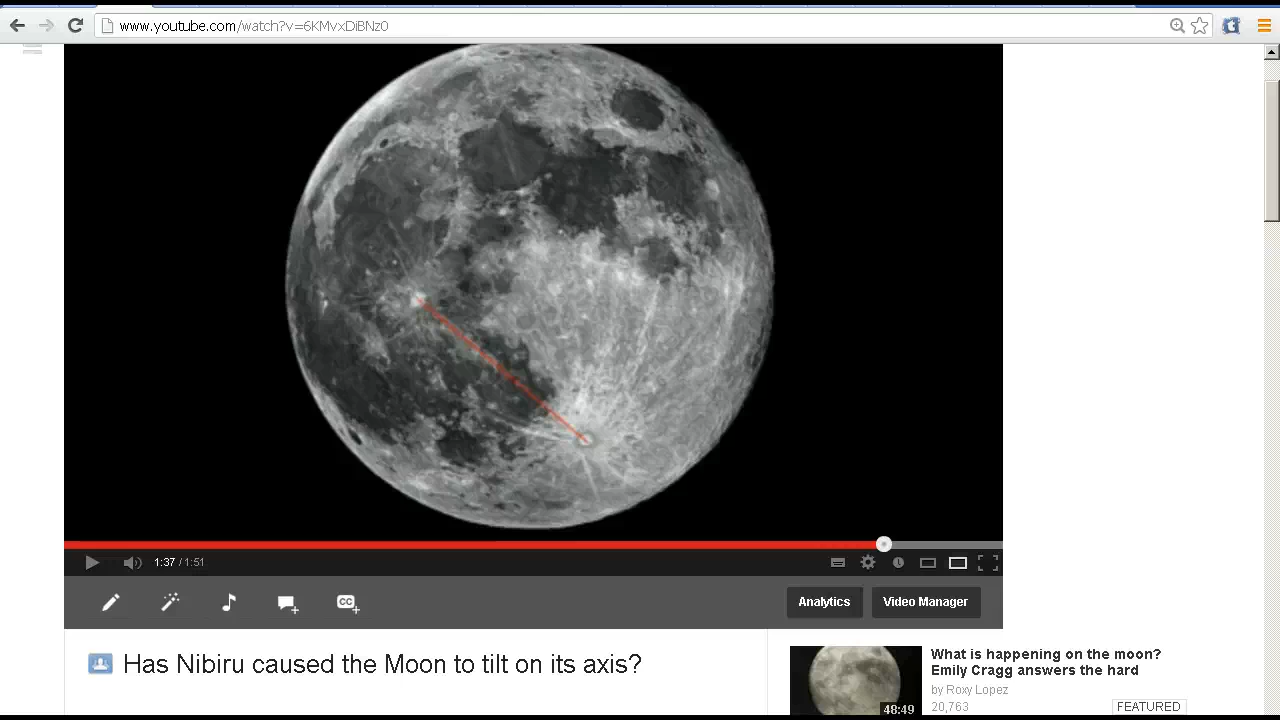 www.youtube.com/watch?v=6KMvxDiBNz0
1:37 / 1:51
CC
Analytics
Video Manager
Has Nibiru caused the Moon to tilt on its axis?
48:49
What is happening on the moon?
Emily Cragg answers the hard
by Roxy Lopez
20,763
FEATURED